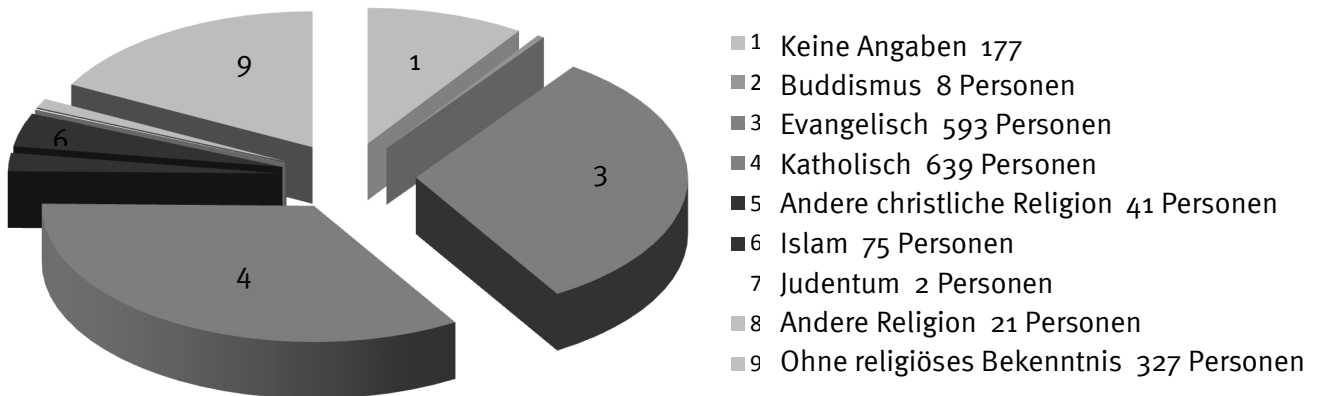 9
1
6
3
4
1 Keine Angaben 177
2 Buddismus 8 Personen
3 Evangelisch 593 Personen
4 Katholisch 639 Personen
5 Andere christliche Religion 41 Personen
6 Islam 75 Personen
7 Judentum 2 Personen
8 Andere Religion 21 Personen
9 Ohne religiöses Bekenntnis 327 Personen